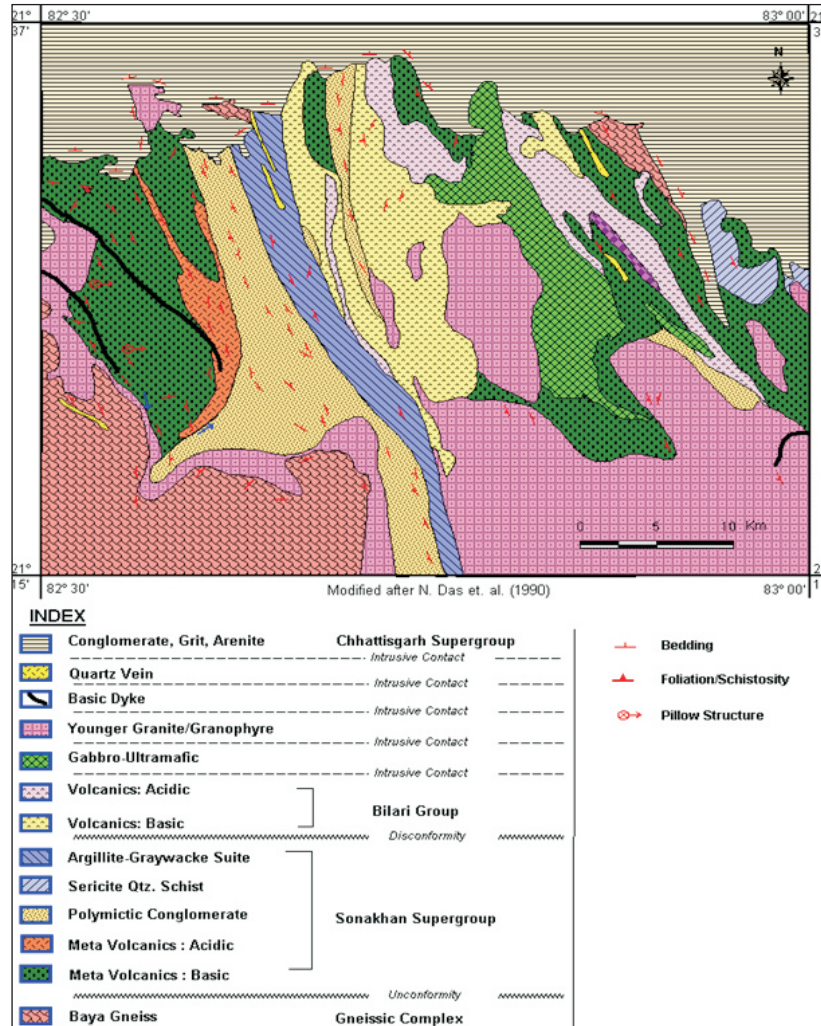 21° 82° 30' 83° 00' 21
37' 3
N
0 5 10 Km
21° 2
15' 82° 30' Modified after N. Das et. al. (1990) 83° 00' 1
INDEX
Conglomerate, Grit, Arenite Chhattisgarh Supergroup
Intrusive Contact
Quartz Vein
Intrusive Contact
Basic Dyke
Intrusive Contact
Younger Granite/Granophyre
Intrusive Contact
Gabbro-Ultramafic
Intrusive Contact
Volcanics: Acidic
Bilari Group
Volcanics: Basic
Disconformity
Argillite-Graywacke Suite
Sericite Qtz. Schist
Polymictic Conglomerate
Sonakhan Supergroup
Meta Volcanics : Acidic
Meta Volcanics : Basic
Unconformity
Baya Gneiss Gneissic Complex
Bedding
Foliation/Schistosity
Pillow Structure